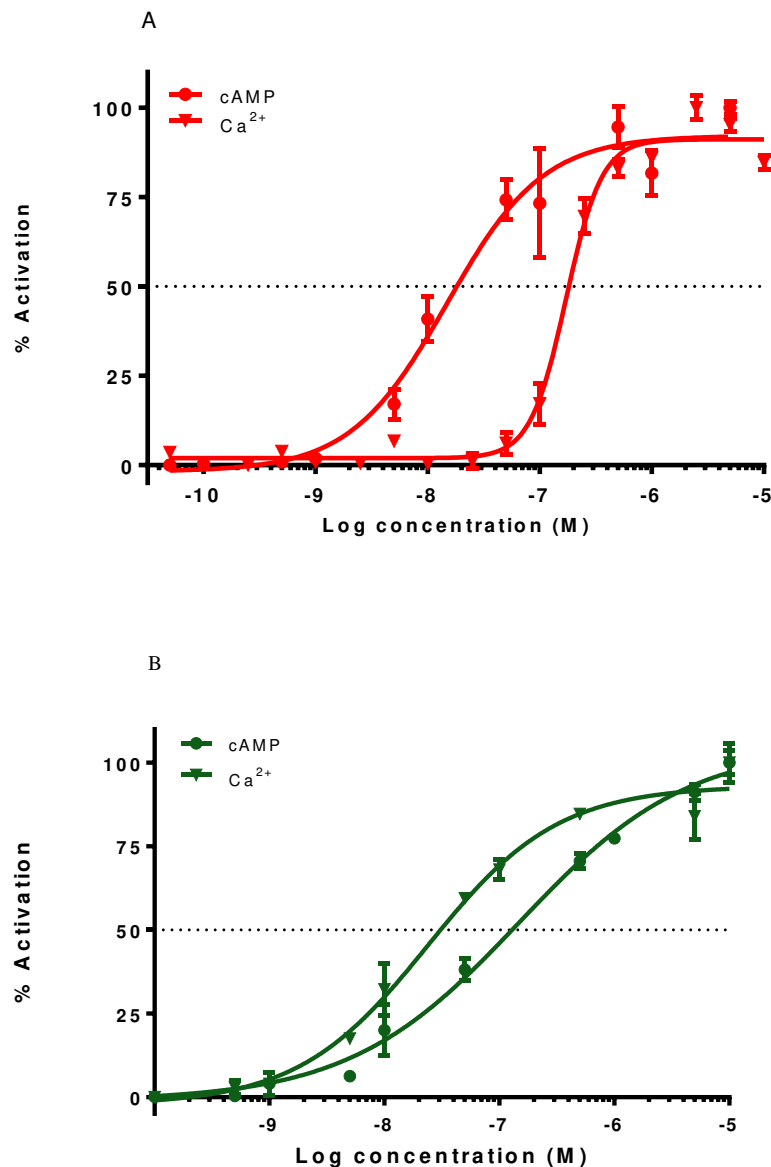 A
cAMP
Ca2+
100
75
50
25
0
% Activation
-10 -9 -8 -7 -6 -5
Log concentration (M)
B
cAMP
Ca2+
100
75
50
25
0
% Activation
-9 -8 -7 -6 -5
Log concentration (M)